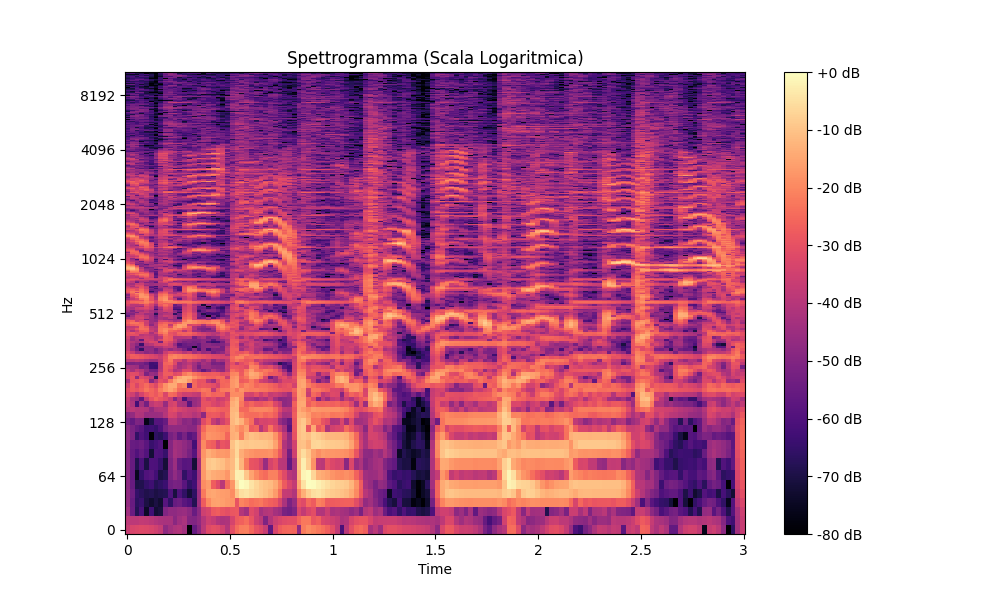 Spettrogramma (Scala Logaritmica)
8192
4096
2048
1024
512
256
128
64
0
Hz
0
0.5
1
1.5
2
2.5
3
Time
+0 dB
-10 dB
-20 dB
-30 dB
-40 dB
-50 dB
-60 dB
-70 dB
-80 dB